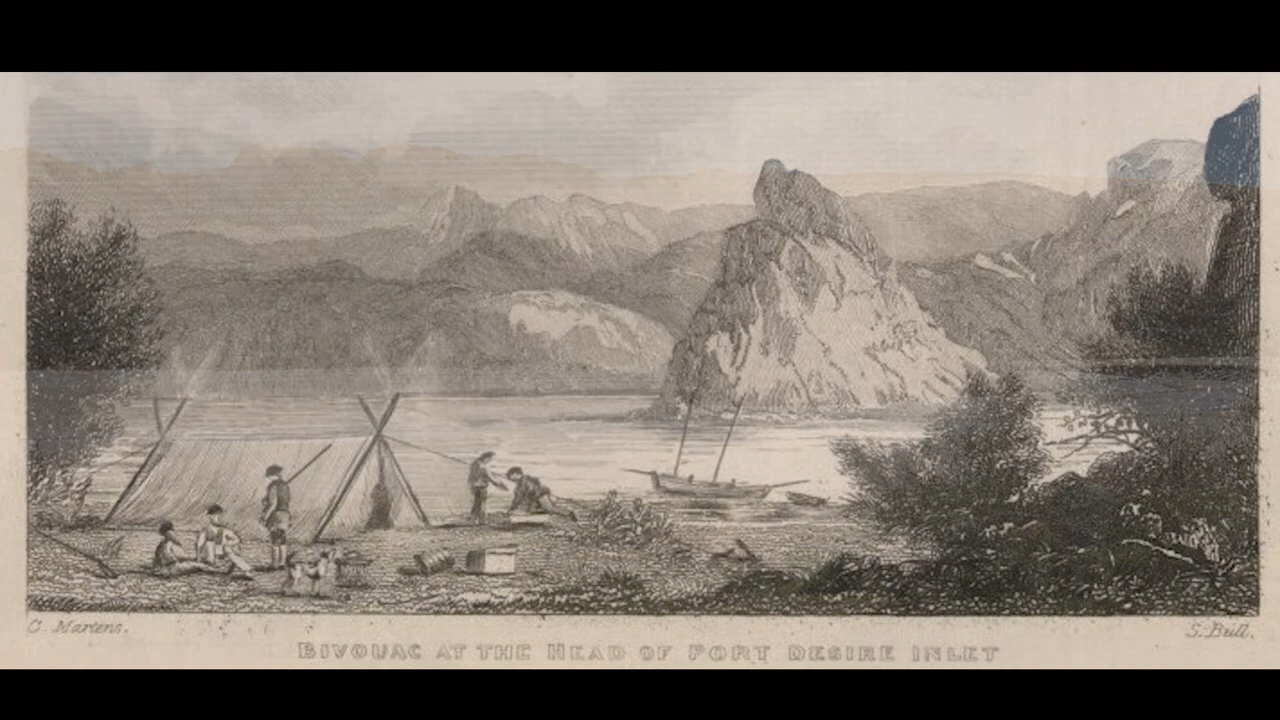 C. Martens.
S. Bull.
BIVOUAC AT THE HEAD OF PORT DESIRE INLET